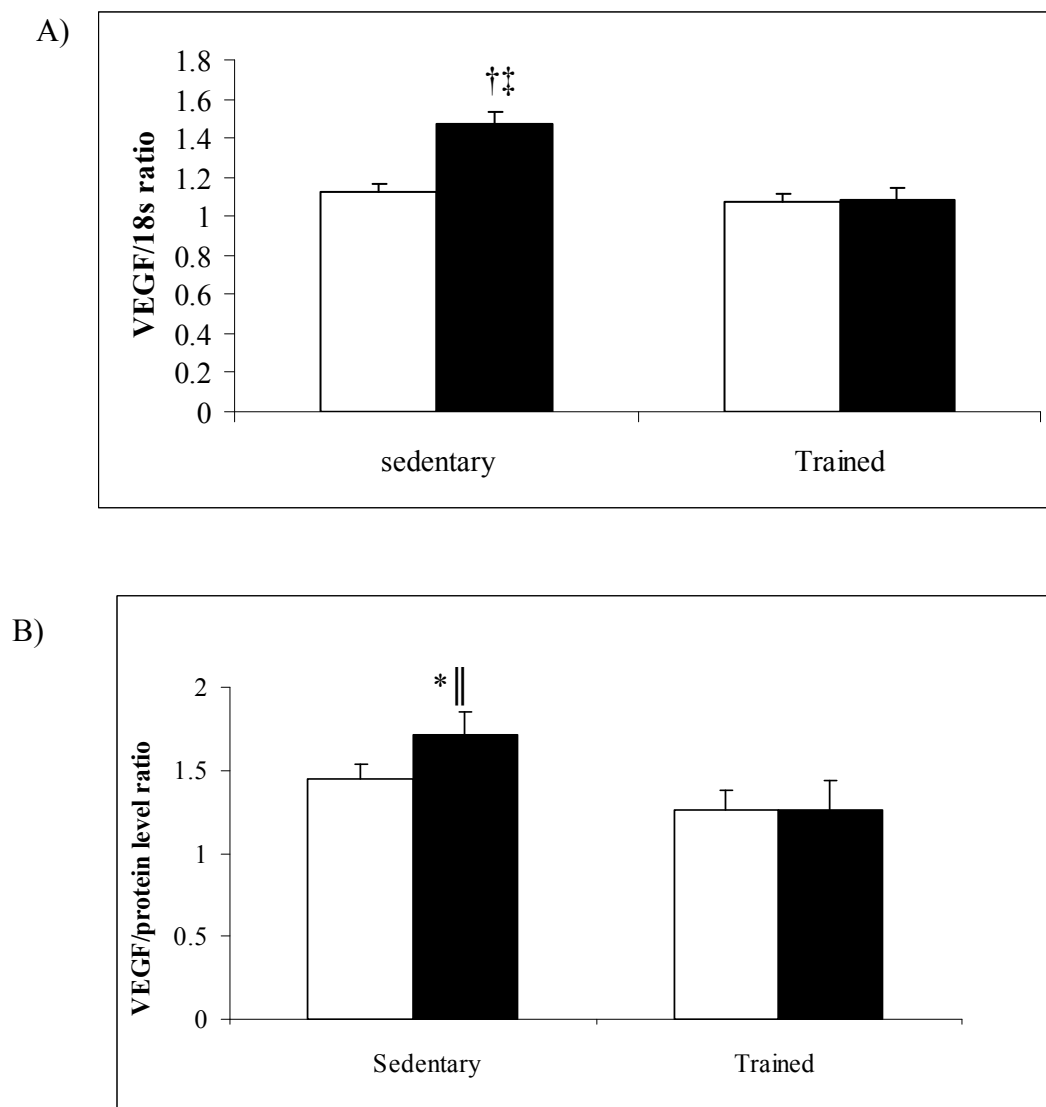 A)
VEGF/18s ratio
1.8
1.6
1.4
1.2
1
0.8
0.6
0.4
0.2
0
†‡
sedentary Trained
B)
VEGF/protein level ratio
2
1.5
1
0.5
0
*‖
Sedentary Trained